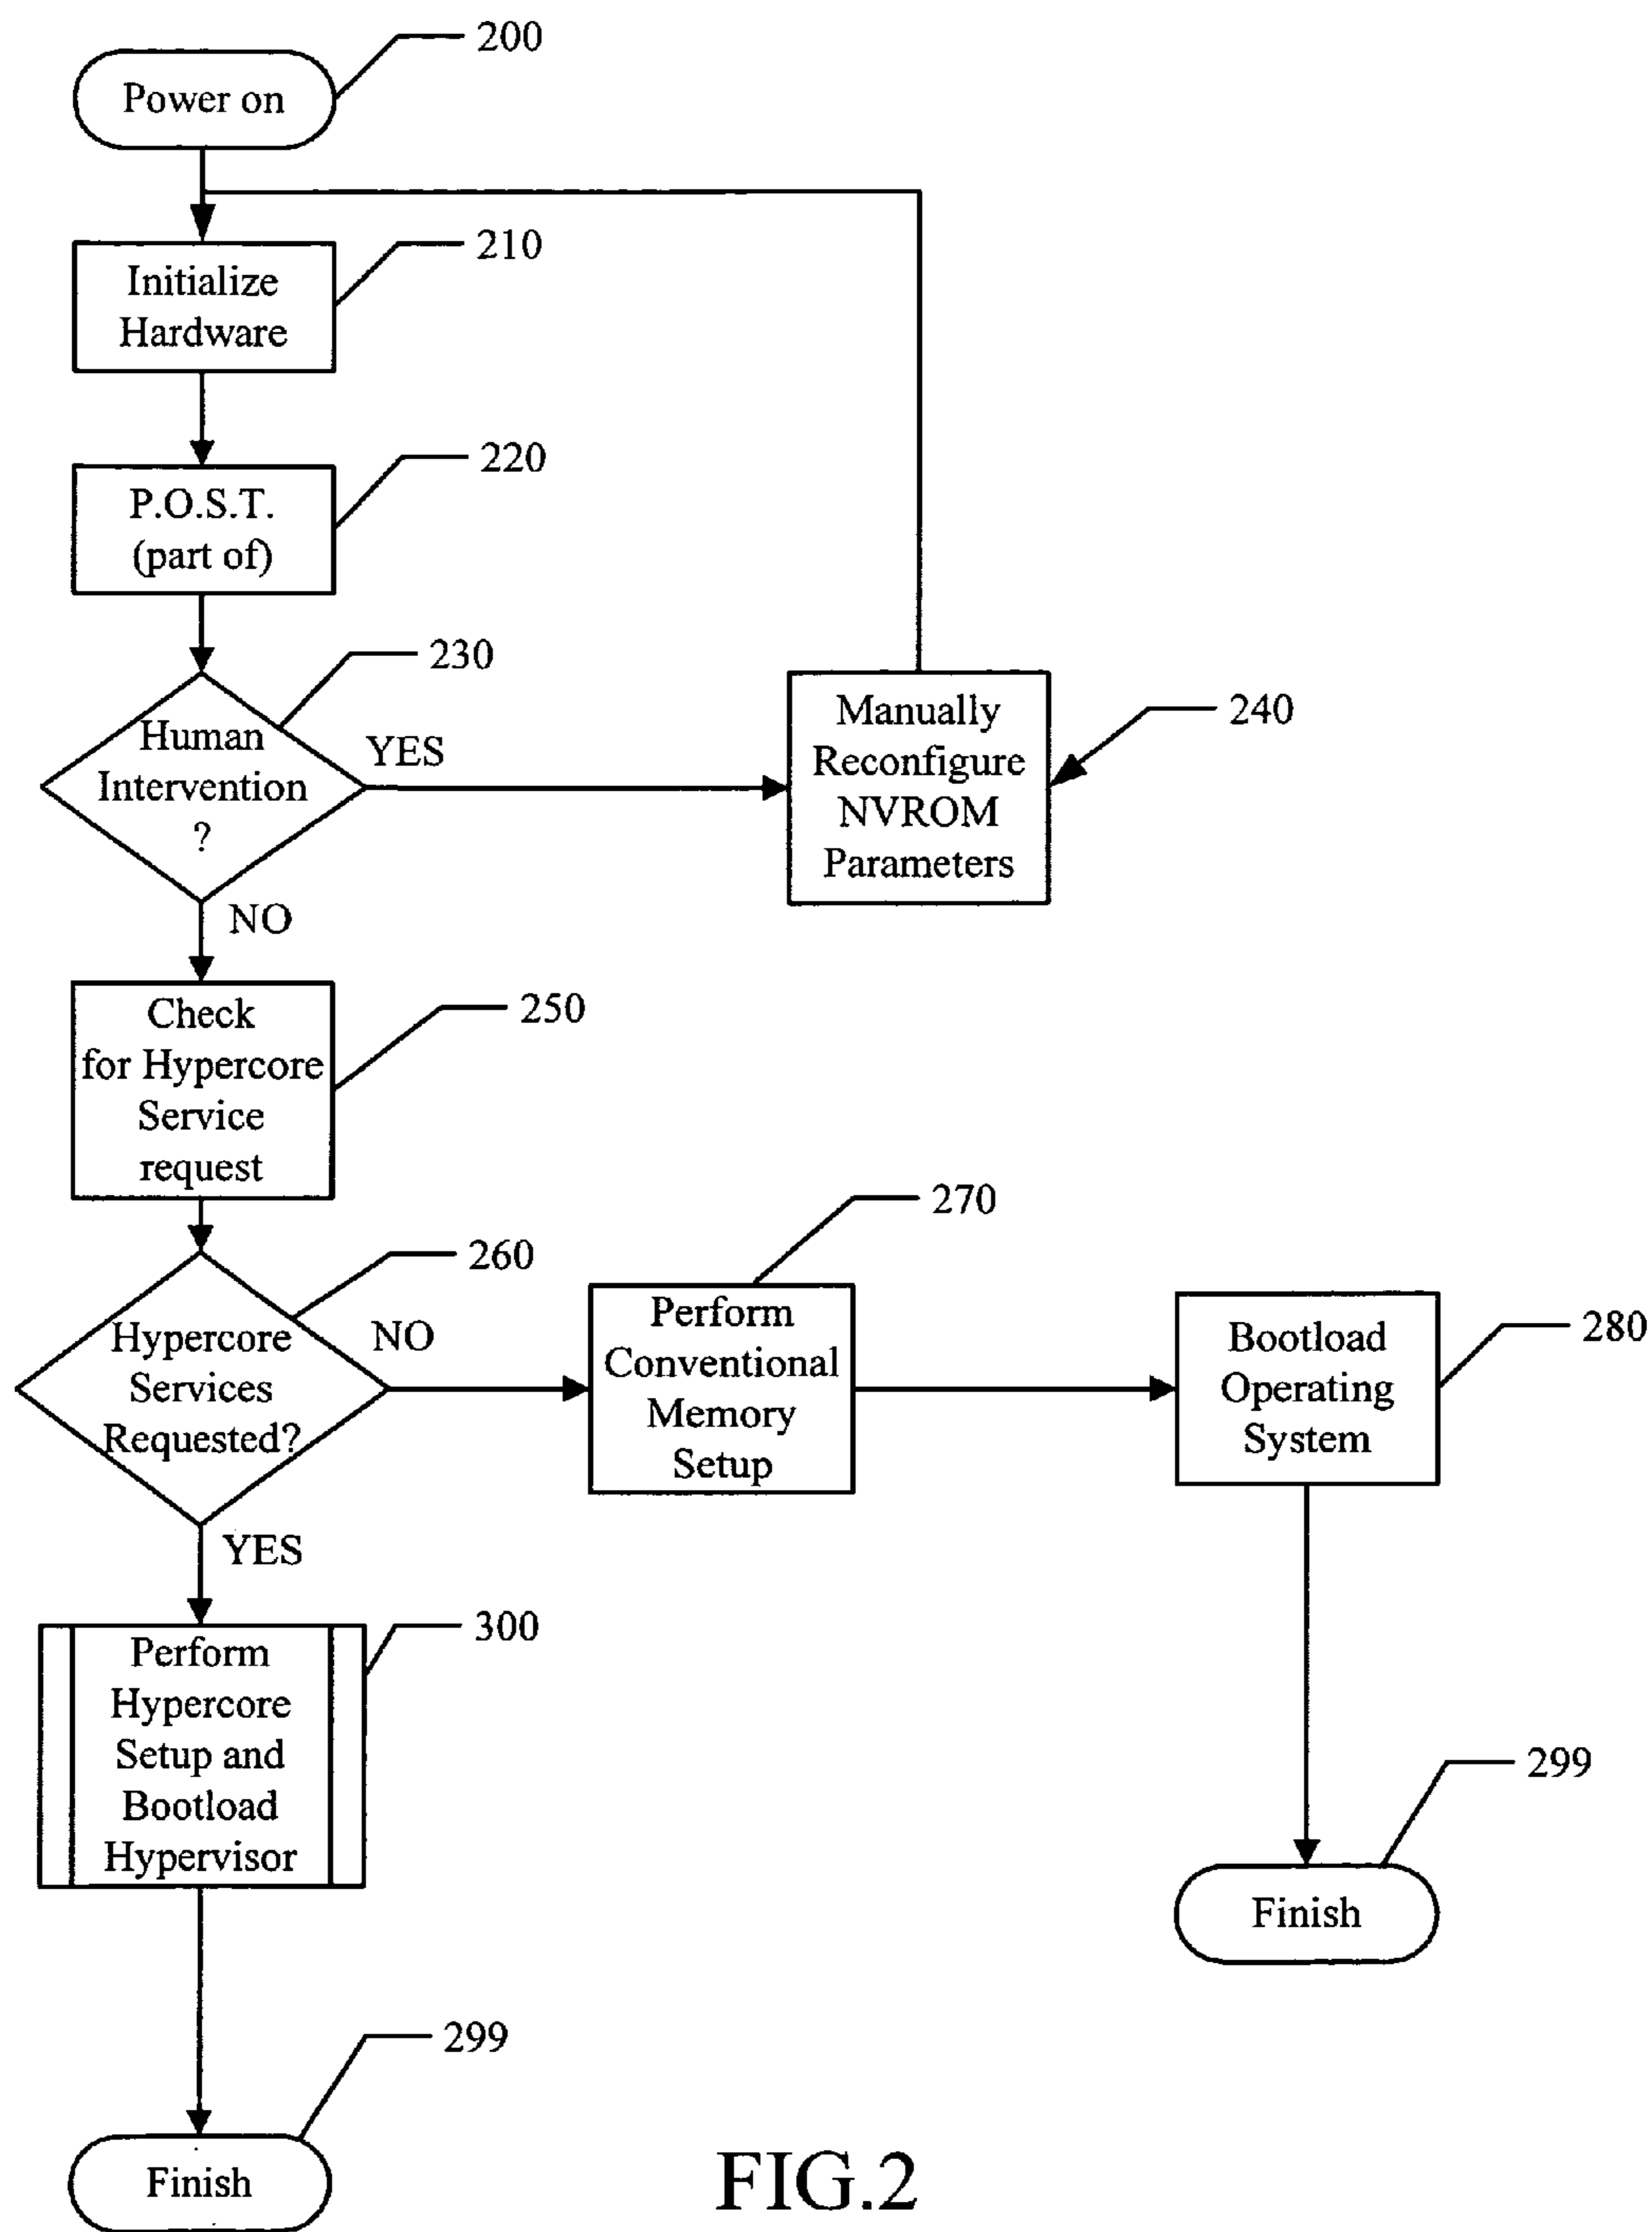 200
Power on
210
Initialize
Hardware
220
P.O.S.T.
(part of)
230
Human
Intervention
?
YES
NO
Manually
Reconfigure
NVROM
Parameters
240
Check
for Hypercore
Service
request
250
260
Hypercore
Services
Requested?
NO
YES
270
Perform
Conventional
Memory
Setup
Bootload
Operating
System
280
300
Perform
Hypercore
Setup and
Bootload
Hypervisor
299
Finish
299
Finish
FIG.2